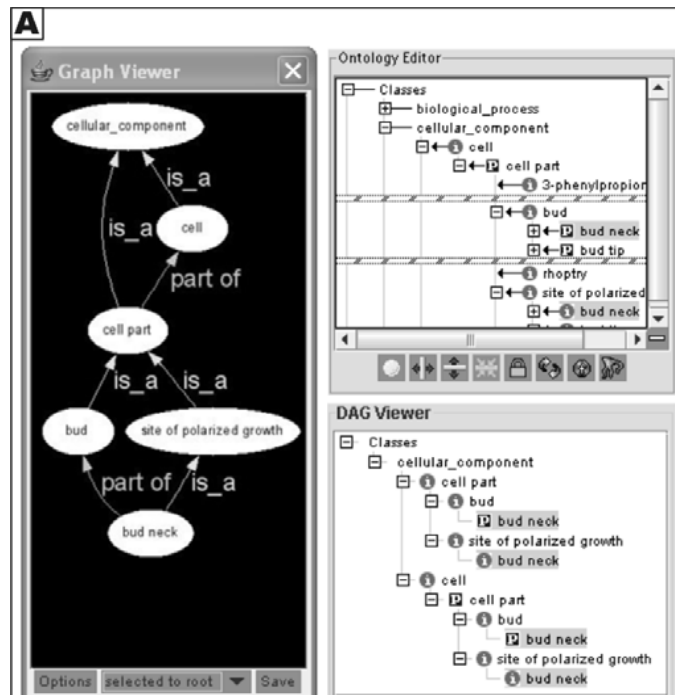 A
Graph Viewer
cellular_component
is_a
is_a
cell
part of
cell part
is_a
is_a
bud
site of polarized growth
part of
is_a
bud neck
Options
selected to root
Save
Ontology Editor
Classes
biological_process
cellular_component
i cell
P cell part
i 3-phenylpropion
i bud
P bud neck
P bud tip
i rhoptry
i site of polarized
i bud neck
DAG Viewer
Classes
cellular_component
i cell part
i bud
P bud neck
i site of polarized growth
i bud neck
i cell
P cell part
i bud
P bud neck
i site of polarized growth
i bud neck